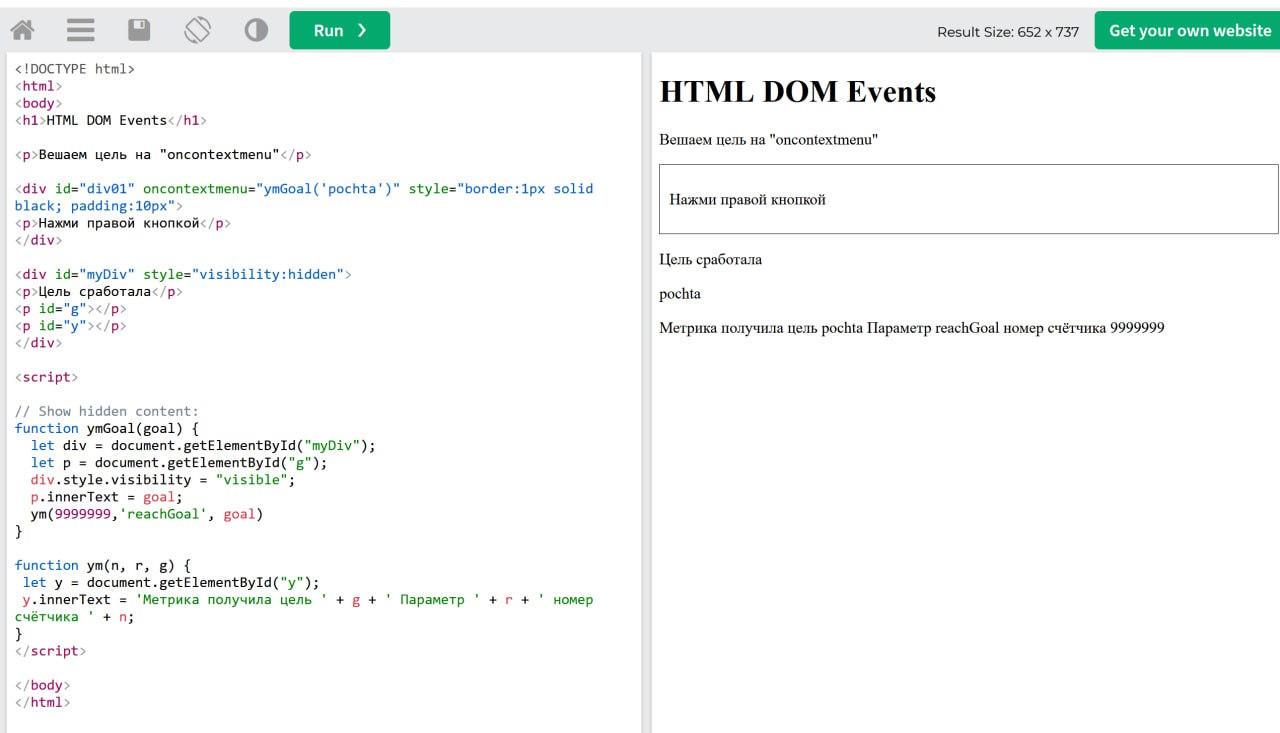 Run ❯
Result Size: 652 x 737
Get your own website
<!DOCTYPE html>
<html>
<body>
<h1>HTML DOM Events</h1>
<p>Вешаем цель на "oncontextmenu"</p>
<div id="div01" oncontextmenu="ymGoal('pochta')" style="border:1px solid
black; padding:10px">
<p>Нажми правой кнопкой</p>
</div>
<div id="myDiv" style="visibility:hidden">
<p>Цель сработала</p>
<p id="g"></p>
<p id="y"></p>
</div>
<script>
// Show hidden content:
function ymGoal(goal) {
  let div = document.getElementById("myDiv");
  let p = document.getElementById("g");
  div.style.visibility = "visible";
  p.innerText = goal;
  ym(9999999,'reachGoal', goal)
}
function ym(n, r, g) {
 let y = document.getElementById("y");
 y.innerText = 'Метрика получила цель ' + g + ' Параметр ' + r + ' номер
счётчика ' + n;
}
</script>
</body>
</html>
HTML DOM Events
Вешаем цель на "oncontextmenu"
Нажми правой кнопкой
Цель сработала
pochta
Метрика получила цель pochta Параметр reachGoal номер счётчика 9999999